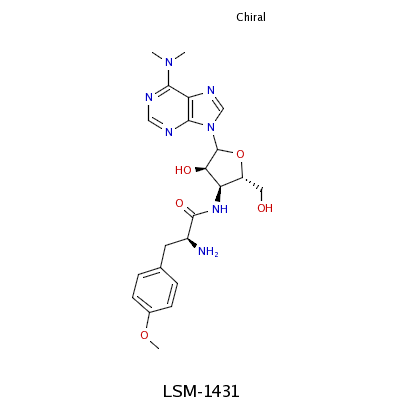 Chiral
N
N N
N N
O
HO
NH
O OH
NH₂
O
LSM-1431